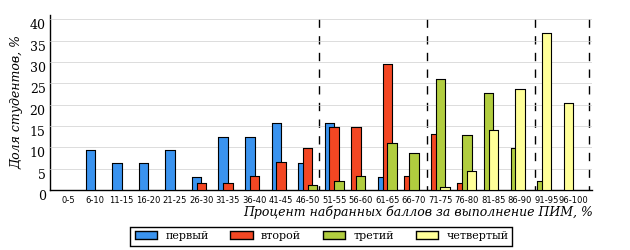 Доля студентов, %
40
35
30
25
20
15
10
5
0
0-5 6-10 11-15 16-20 21-25 26-30 31-35 36-40 41-45 46-50 51-55 56-60 61-65 66-70 71-75 76-80 81-85 86-90 91-95 96-100
Процент набранных баллов за выполнение ПИМ, %
первый второй третий четвертый